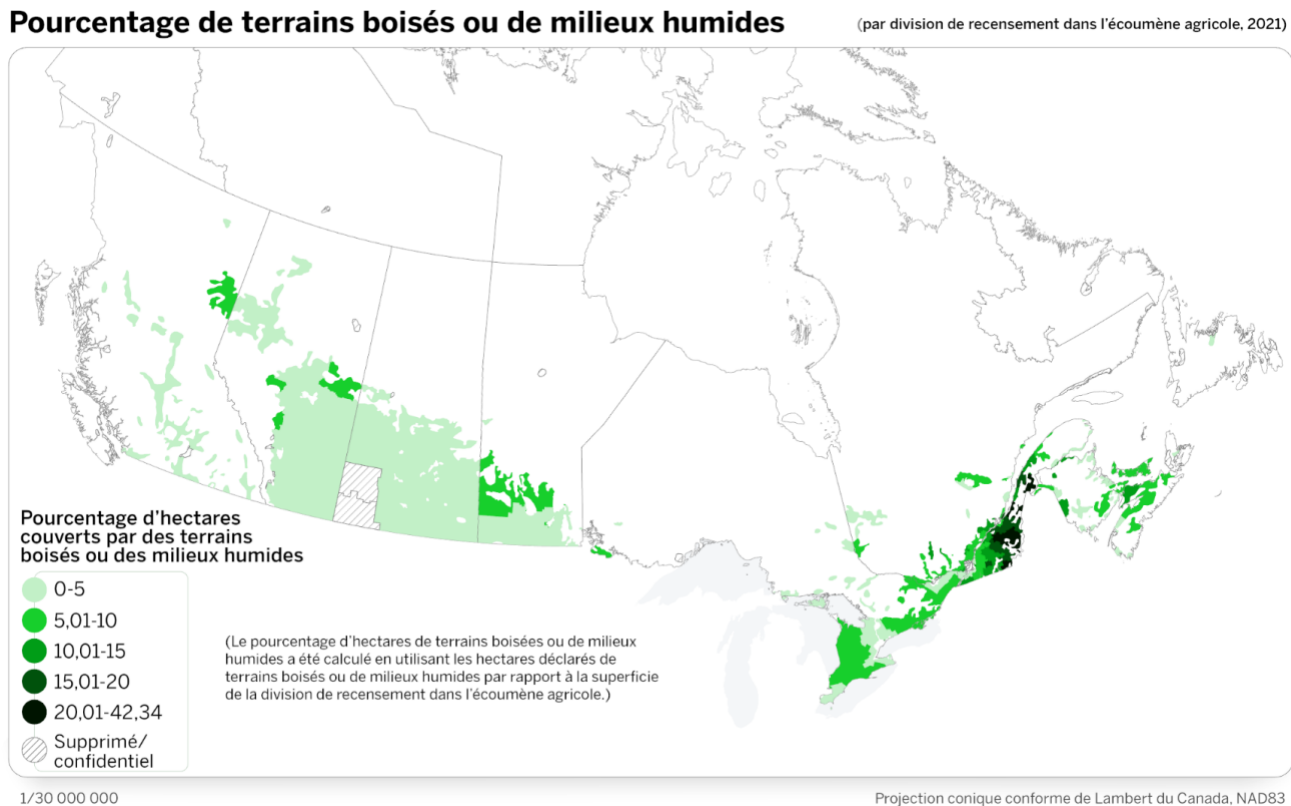 Pourcentage de terrains boisés ou de milieux humides
(par division de recensement dans l'écoumène agricole, 2021)
Pourcentage d'hectares
couverts par des terrains
boisés ou des milieux humides
0-5
5,01-10
10,01-15
15,01-20
20,01-42,34
Supprimé/
confidentiel
(Le pourcentage d'hectares de terrains boisées ou de milieux
humides a été calculé en utilisant les hectares déclarés de
terrains boisés ou de milieux humides par rapport à la superficie
de la division de recensement dans l'écoumène agricole.)
1/30 000 000
Projection conique conforme de Lambert du Canada, NAD83